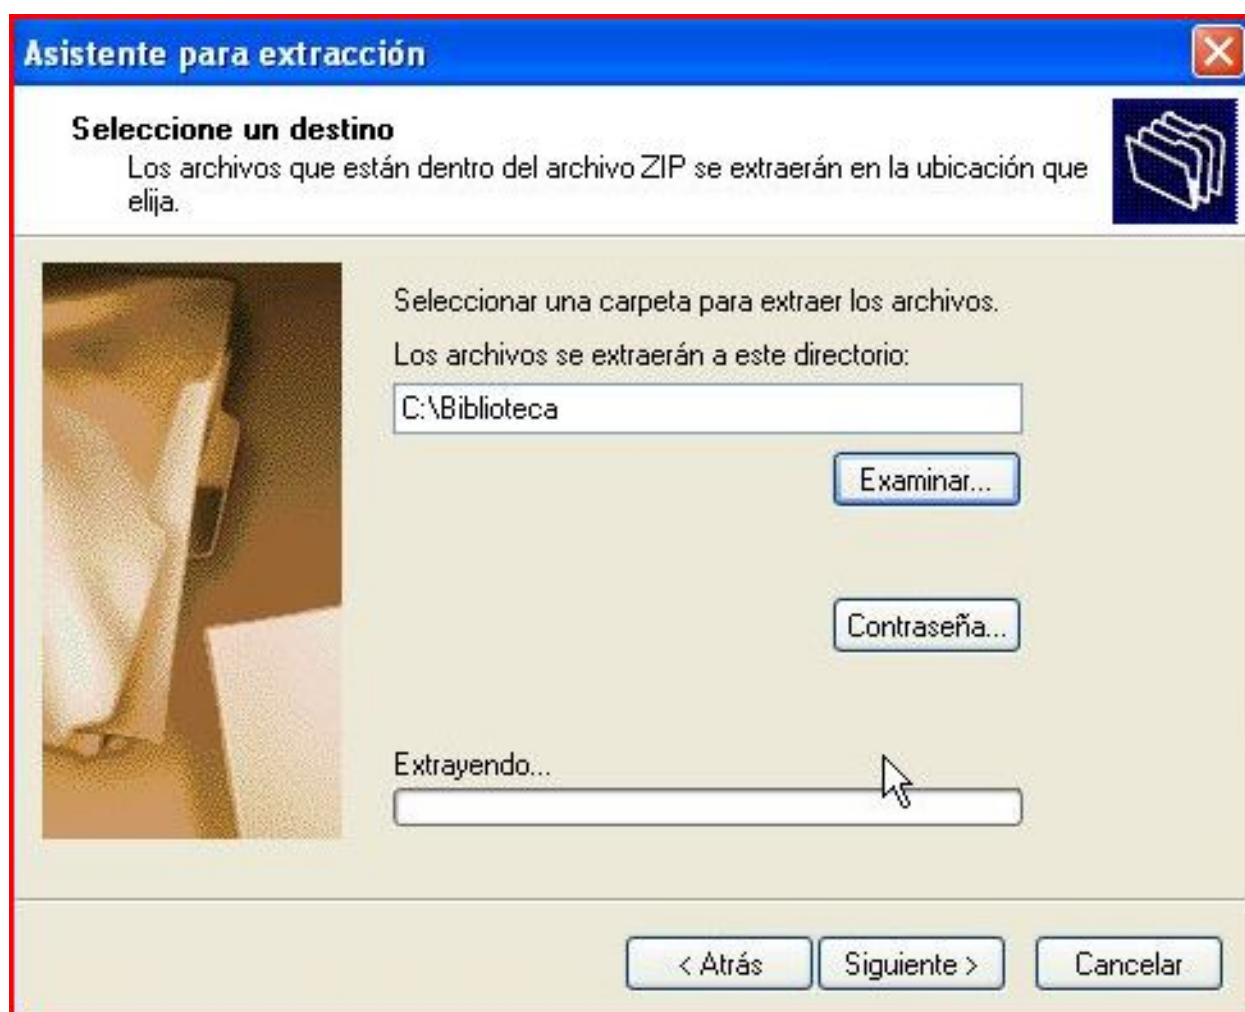 Asistente para extracción
Seleccione un destino
Los archivos que están dentro del archivo ZIP se extraerán en la ubicación que
elija.
Seleccionar una carpeta para extraer los archivos.
Los archivos se extraerán a este directorio:
C:\Biblioteca
Examinar...
Contraseña...
Extrayendo...
< Atrás
Siguiente >
Cancelar